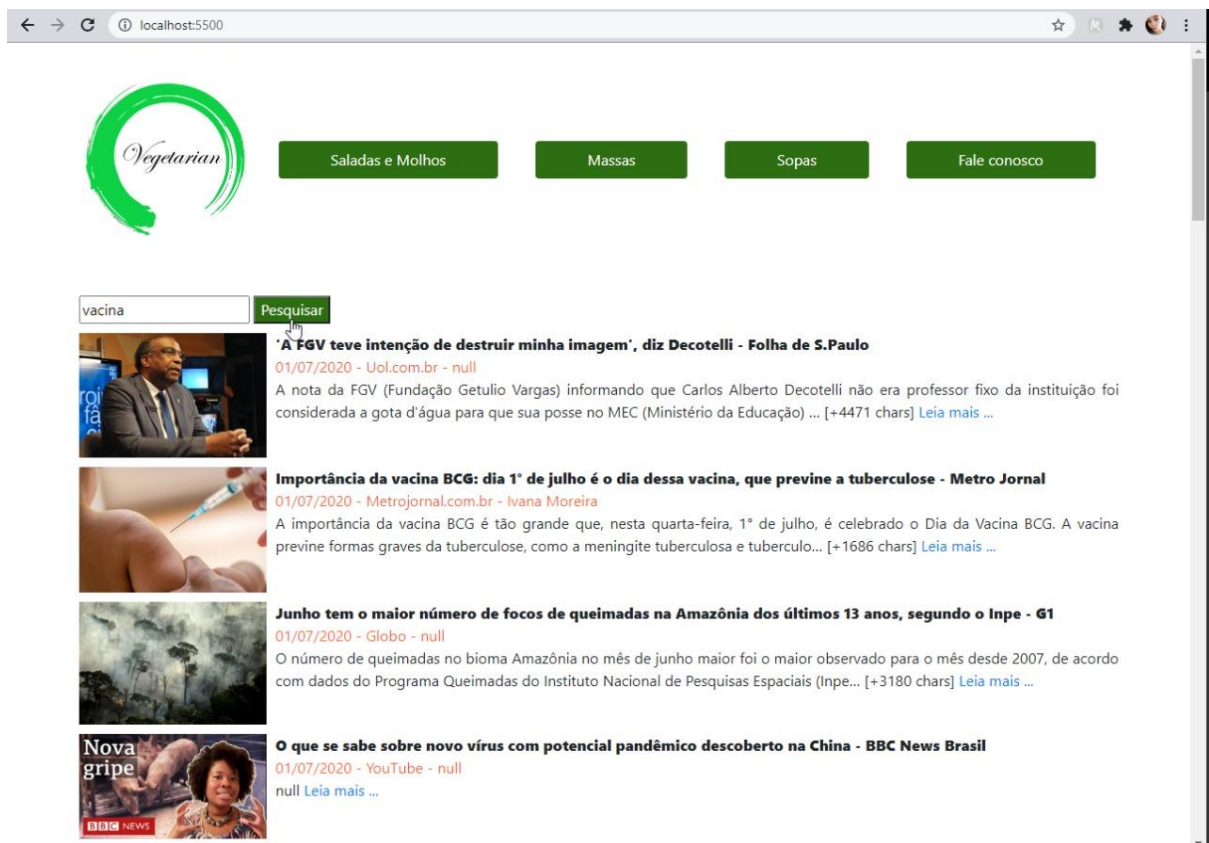 localhost:5500
Vegetarian
Saladas e Molhos
Massas
Sopas
Fale conosco
vacina
Pesquisar
'A FGV teve intenção de destruir minha imagem', diz Decotelli - Folha de S.Paulo
01/07/2020 - Uol.com.br - null
A nota da FGV (Fundação Getulio Vargas) informando que Carlos Alberto Decotelli não era professor fixo da instituição foi
considerada a gota d'água para que sua posse no MEC (Ministério da Educação) ... [+4471 chars] Leia mais ...
Importância da vacina BCG: dia 1° de julho é o dia dessa vacina, que previne a tuberculose - Metro Jornal
01/07/2020 - Metrojornal.com.br - Ivana Moreira
A importância da vacina BCG é tão grande que, nesta quarta-feira, 1° de julho, é celebrado o Dia da Vacina BCG. A vacina
previne formas graves da tuberculose, como a meningite tuberculosa e tuberculo... [+1686 chars] Leia mais ...
Junho tem o maior número de focos de queimadas na Amazônia dos últimos 13 anos, segundo o Inpe - G1
01/07/2020 - Globo - null
O número de queimadas no bioma Amazônia no mês de junho maior foi o maior observado para o mês desde 2007, de acordo
com dados do Programa Queimadas do Instituto Nacional de Pesquisas Espaciais (Inpe... [+3180 chars] Leia mais ...
Nova
gripe
BBC NEWS
O que se sabe sobre novo vírus com potencial pandêmico descoberto na China - BBC News Brasil
01/07/2020 - YouTube - null
null Leia mais ...